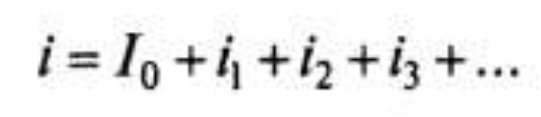 i = I₀ + i₁ + i₂ + i₃ + ...